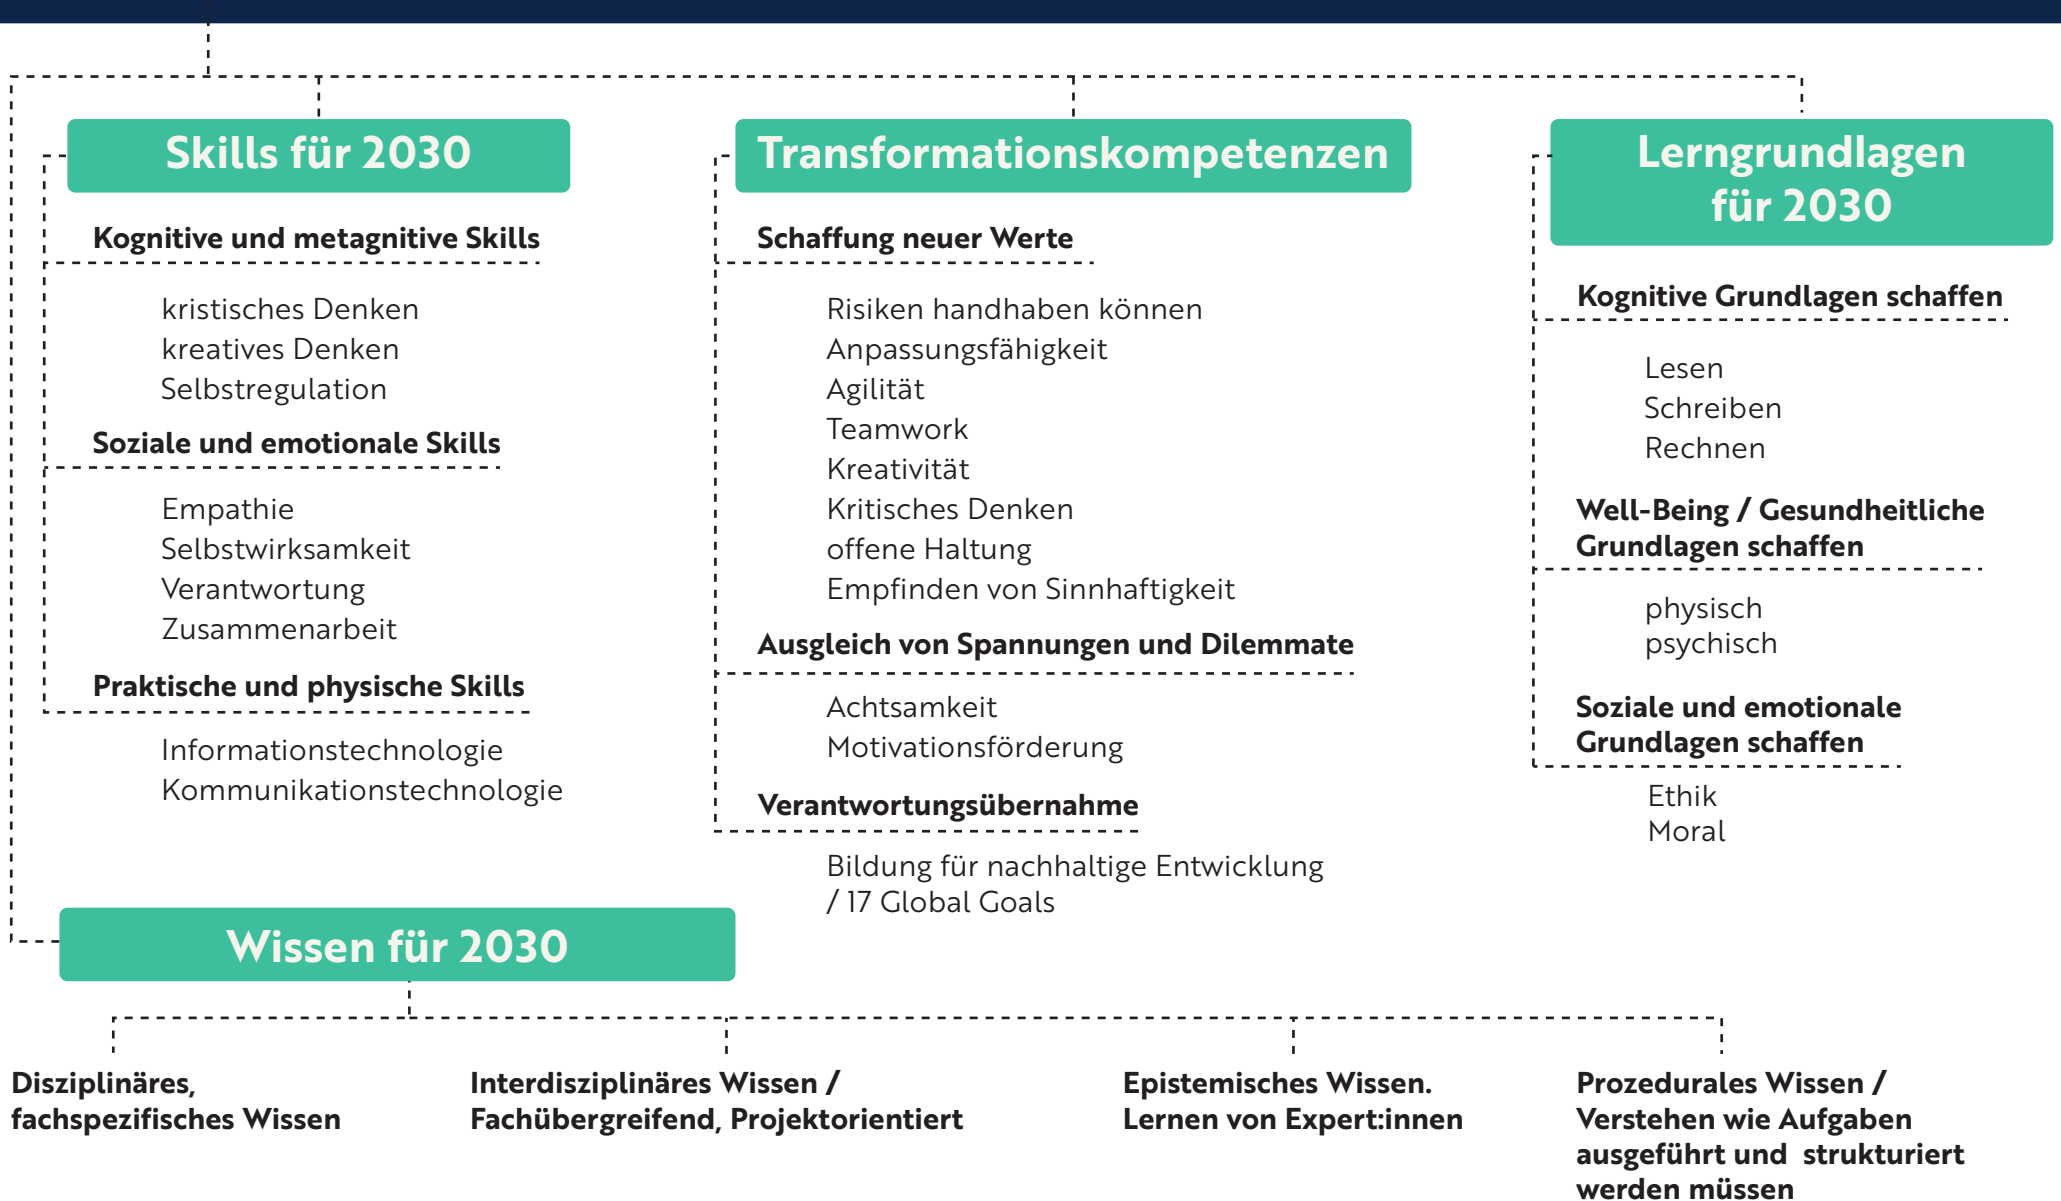 Skills für 2030
Kognitive und metagnitive Skills
kristisches Denken
kreatives Denken
Selbstregulation
Soziale und emotionale Skills
Empathie
Selbstwirksamkeit
Verantwortung
Zusammenarbeit
Praktische und physische Skills
Informationstechnologie
Kommunikationstechnologie
Transformationskompetenzen
Schaffung neuer Werte
Risiken handhaben können
Anpassungsfähigkeit
Agilität
Teamwork
Kreativität
Kritisches Denken
offene Haltung
Empfinden von Sinnhaftigkeit
Ausgleich von Spannungen und Dilemmate
Achtsamkeit
Motivationsförderung
Verantwortungsübernahme
Bildung für nachhaltige Entwicklung
/ 17 Global Goals
Lerngrundlagen
für 2030
Kognitive Grundlagen schaffen
Lesen
Schreiben
Rechnen
Well-Being / Gesundheitliche
Grundlagen schaffen
physisch
psychisch
Soziale und emotionale
Grundlagen schaffen
Ethik
Moral
Wissen für 2030
Disziplinäres,
fachspezifisches Wissen
Interdisziplinäres Wissen /
Fachübergreifend, Projektorientiert
Epistemisches Wissen.
Lernen von Expert:innen
Prozedurales Wissen /
Verstehen wie Aufgaben
ausgeführt und  strukturiert
werden müssen